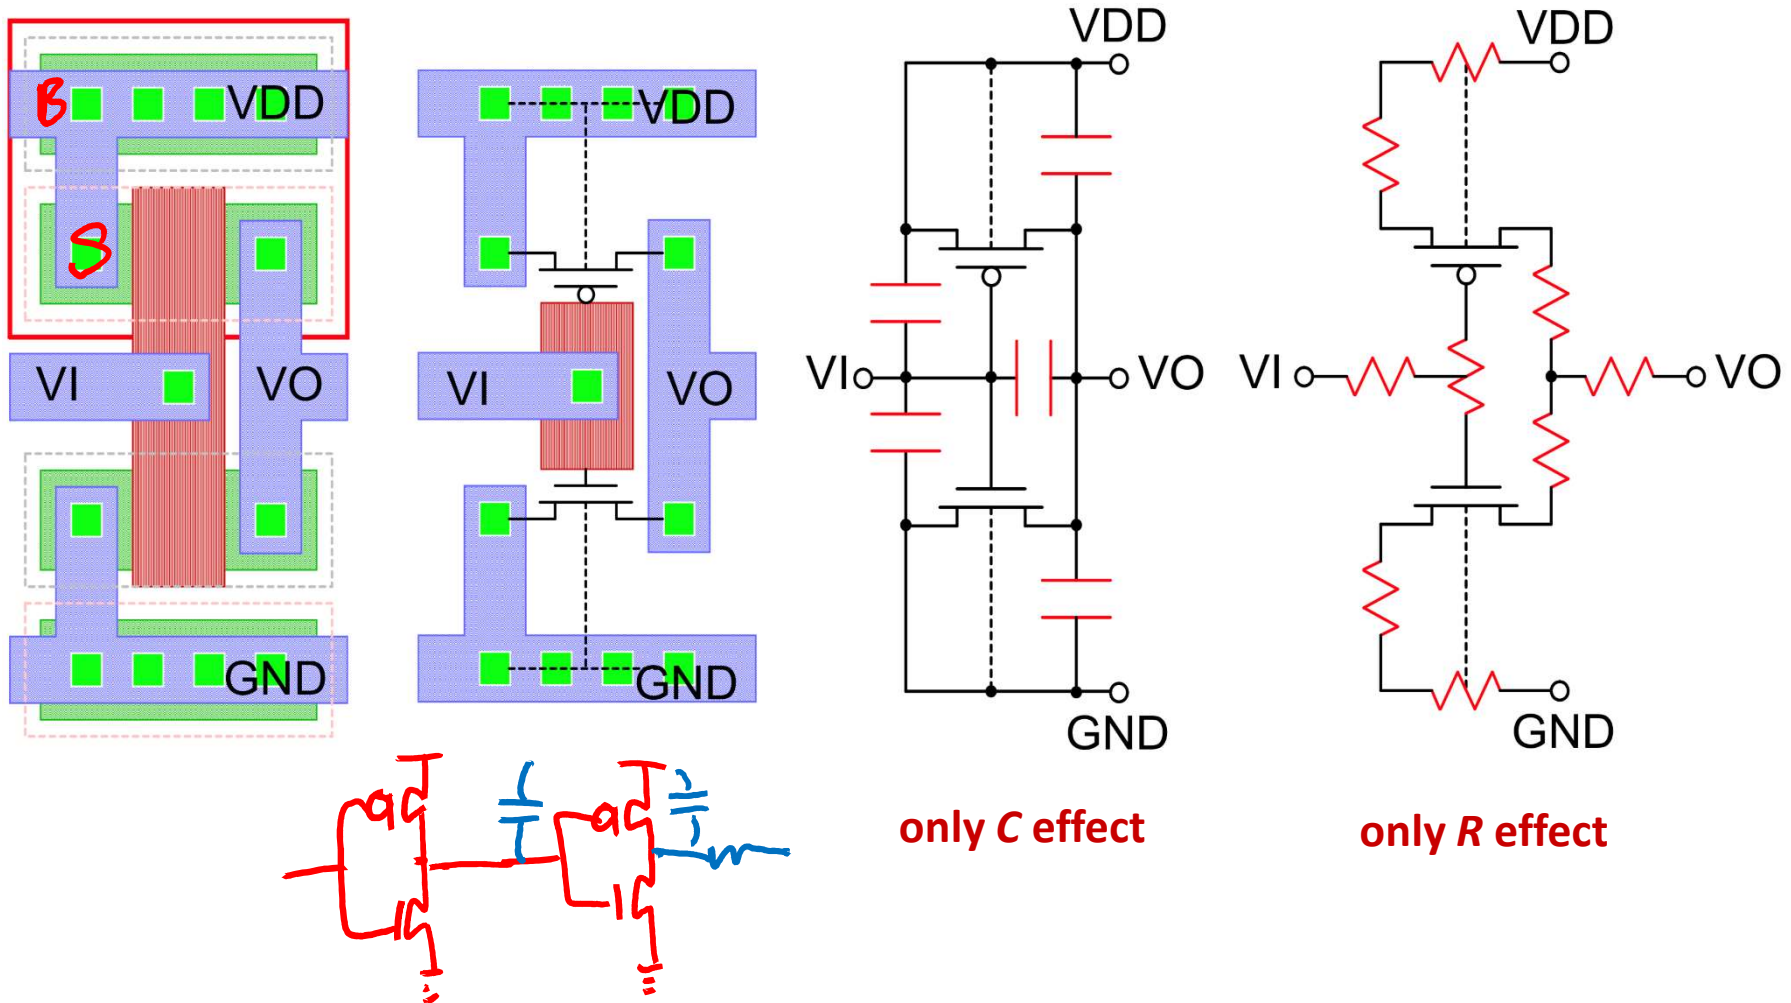 B
VDD
S
VI
VO
GND
VDD
VI
VO
GND
VDD
VI
VO
GND
only C effect
VDD
VI
VO
GND
only R effect